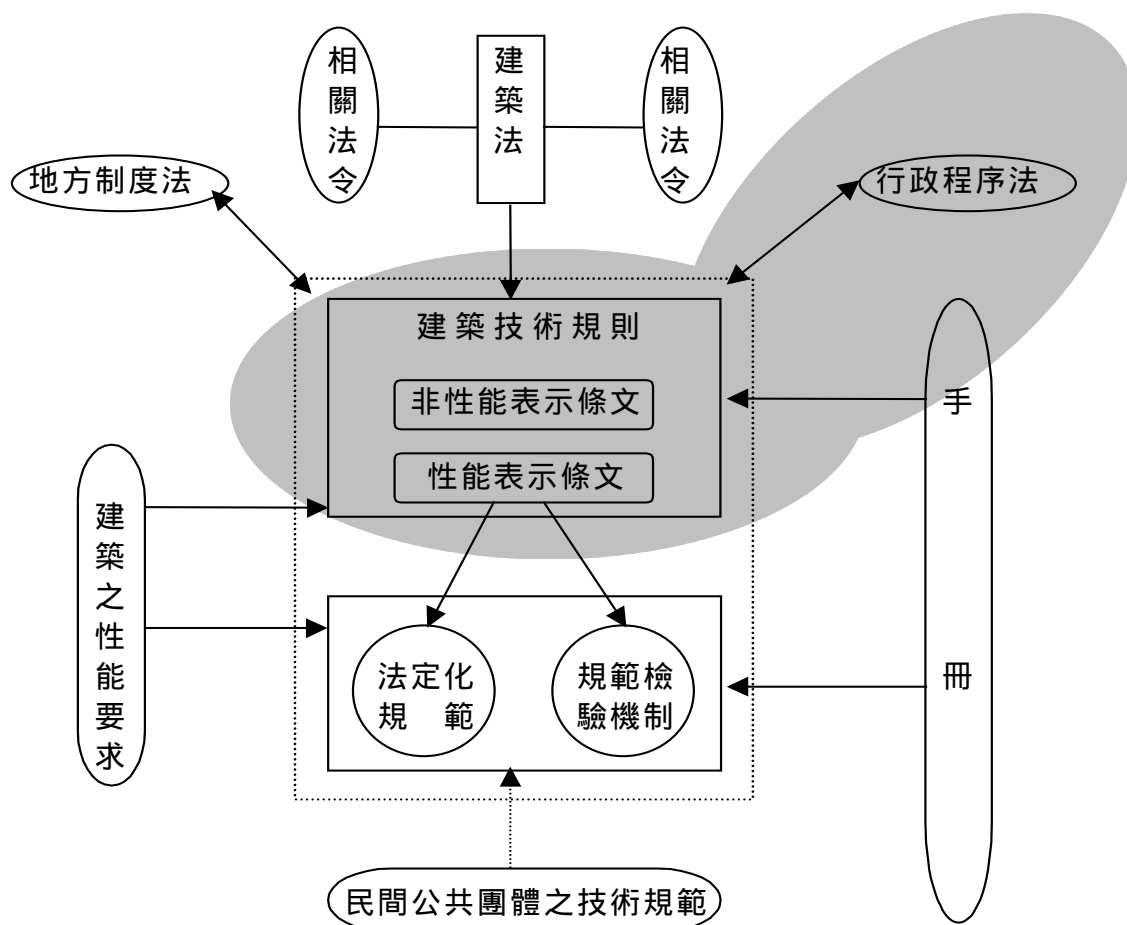 相關法令
建築法
相關法令
地方制度法
行政程序法
建築技術規則
非性能表示條文
性能表示條文
手冊
建築之性能要求
法定化
規範
規範檢
驗機制
民間公共團體之技術規範